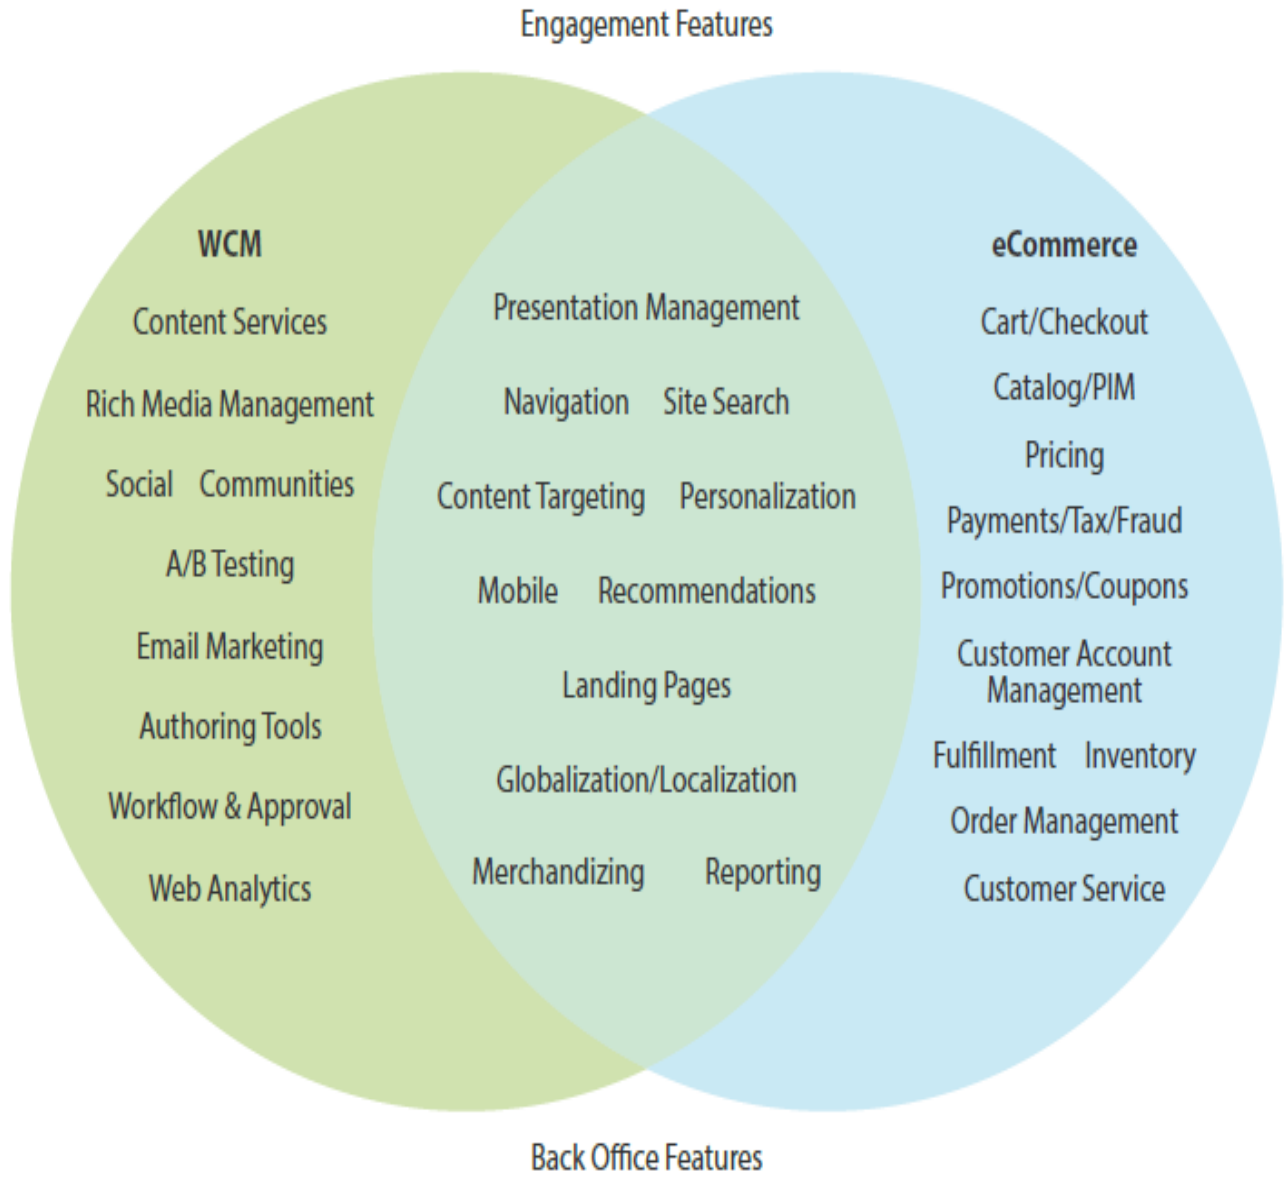 Engagement Features
WCM
Content Services
Rich Media Management
Social Communities
A/B Testing
Email Marketing
Authoring Tools
Workflow & Approval
Web Analytics
Presentation Management
Navigation Site Search
Content Targeting Personalization
Mobile Recommendations
Landing Pages
Globalization/Localization
Merchandizing Reporting
eCommerce
Cart/Checkout
Catalog/PIM
Pricing
Payments/Tax/Fraud
Promotions/Coupons
Customer Account
Management
Fulfillment Inventory
Order Management
Customer Service
Back Office Features